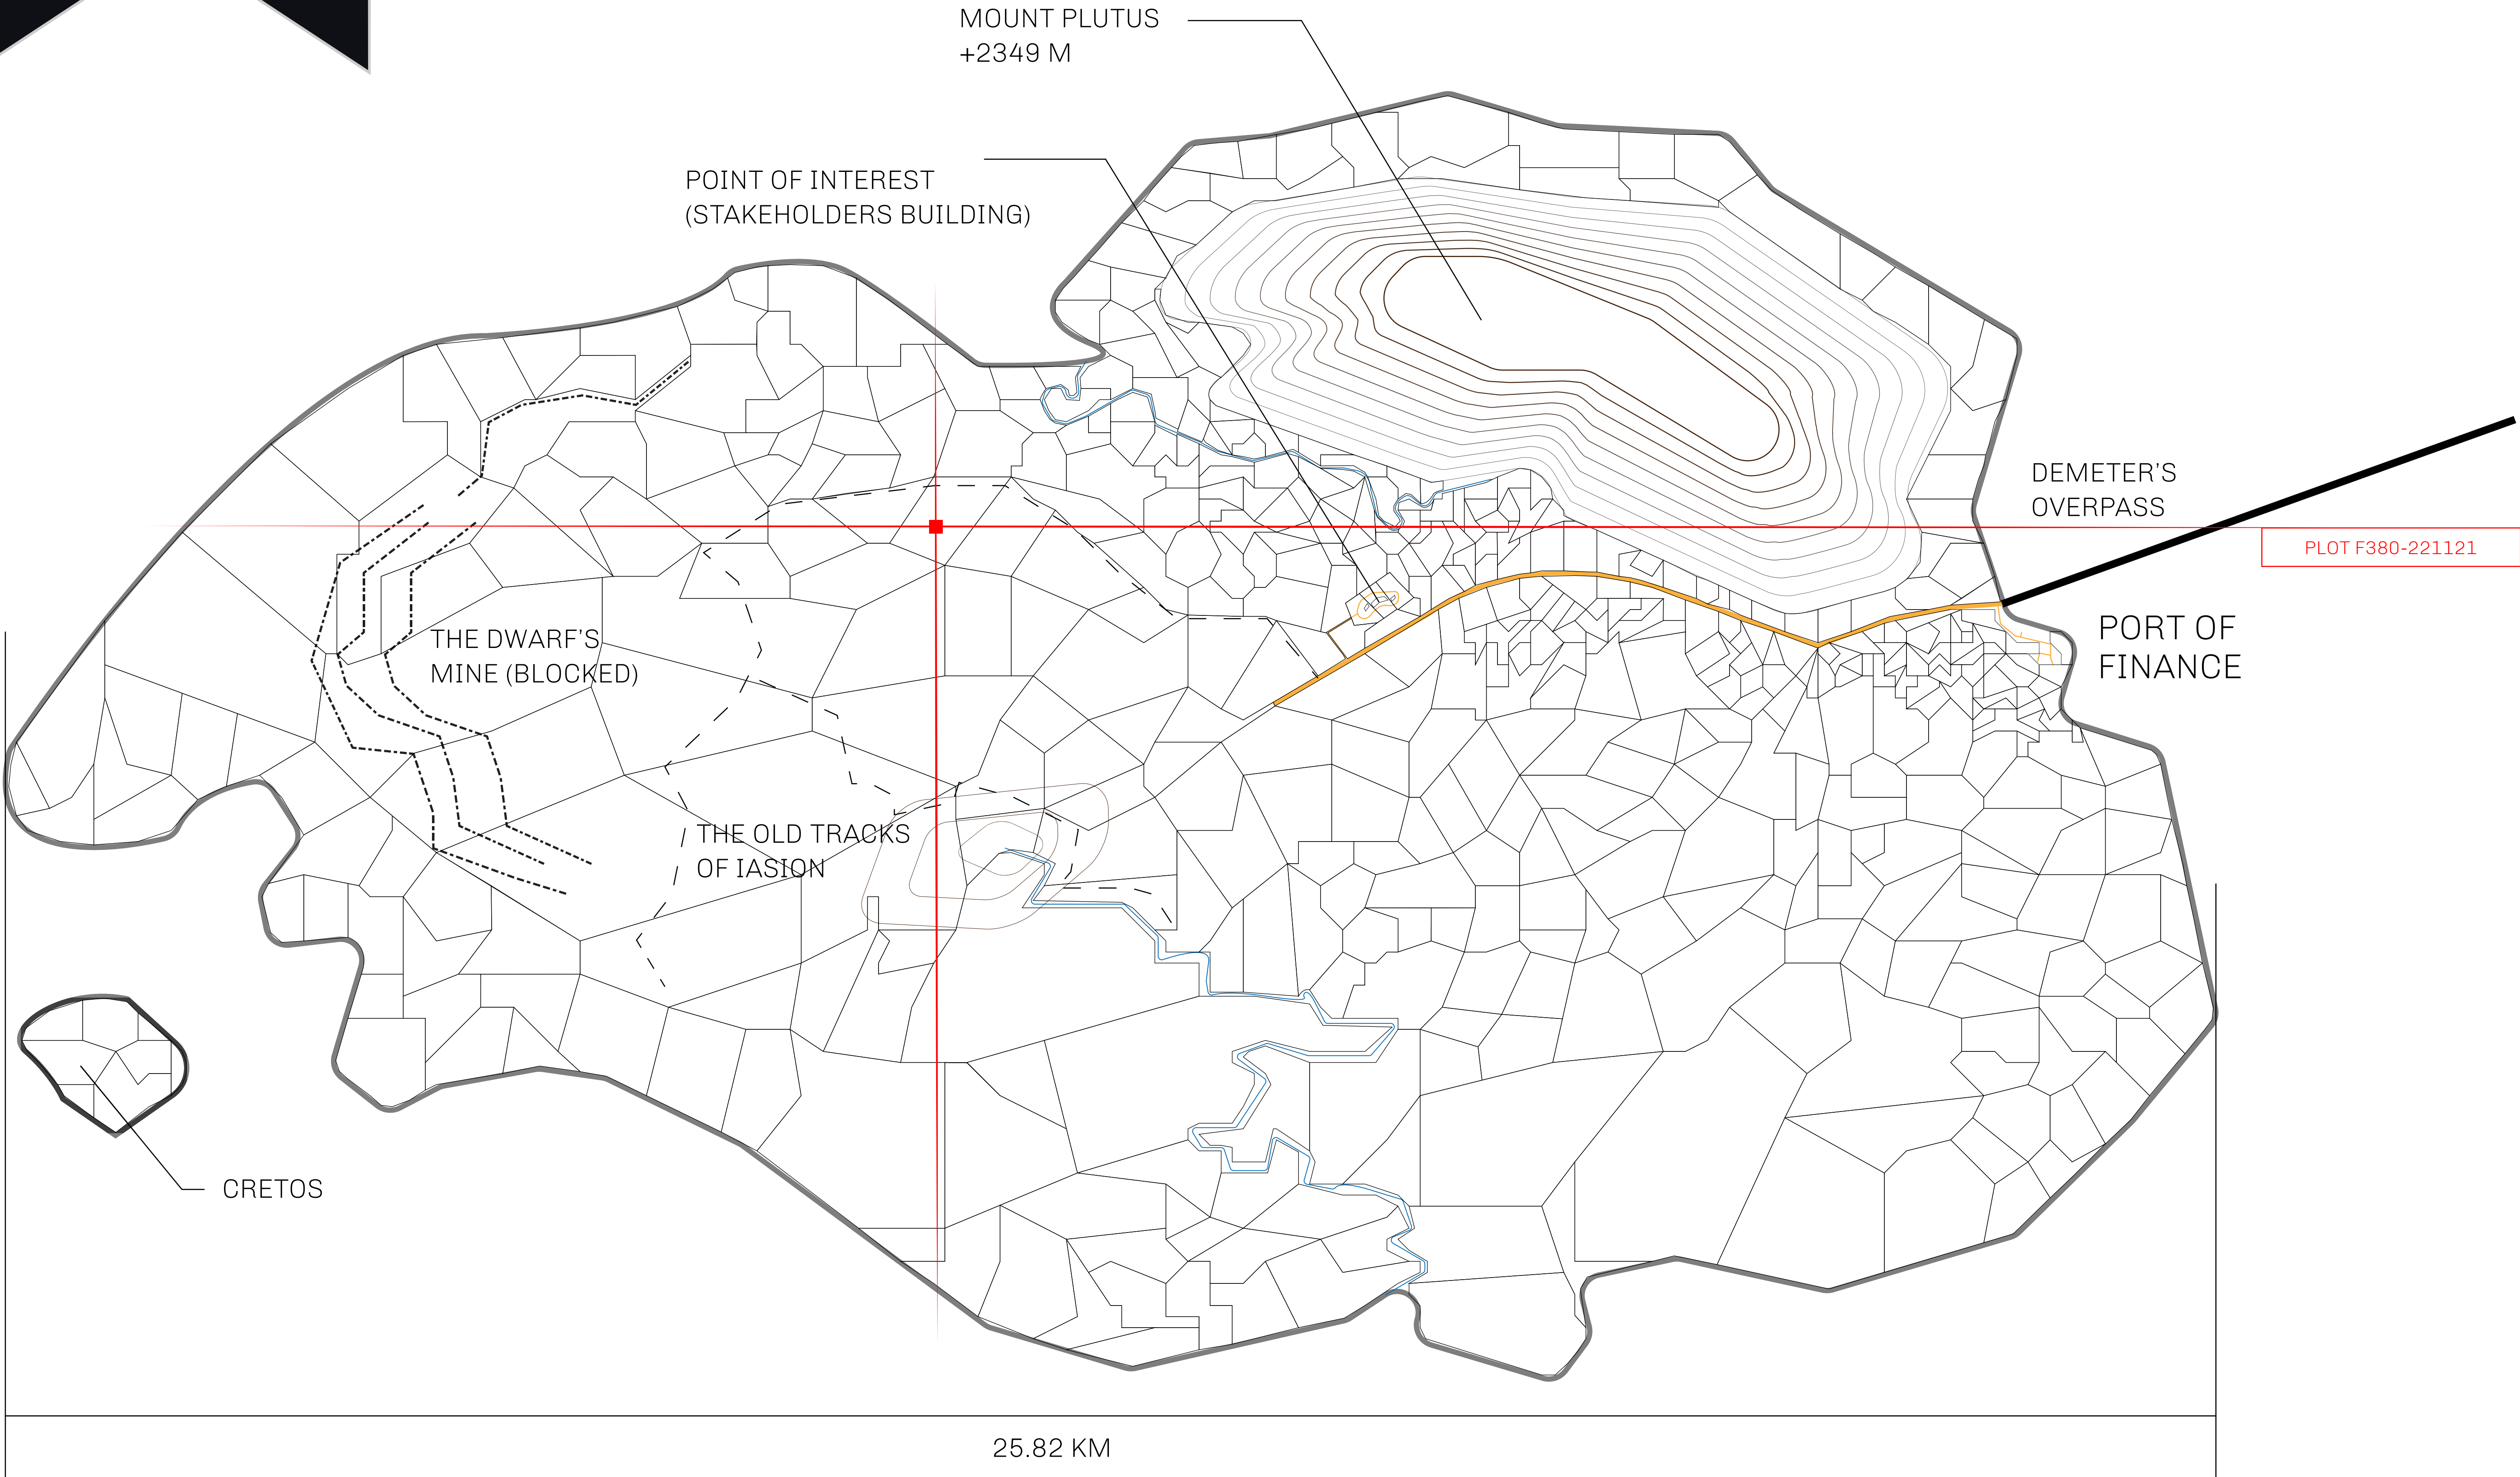 MOUNT PLUTUS
+2349 M
POINT OF INTEREST
(STAKEHOLDERS BUILDING)
DEMETER'S
OVERPASS
PLOT F380-221121
PORT OF
FINANCE
THE DWARF'S
MINE (BLOCKED)
THE OLD TRACKS
OF IASION
CRETOS
25.82 KM